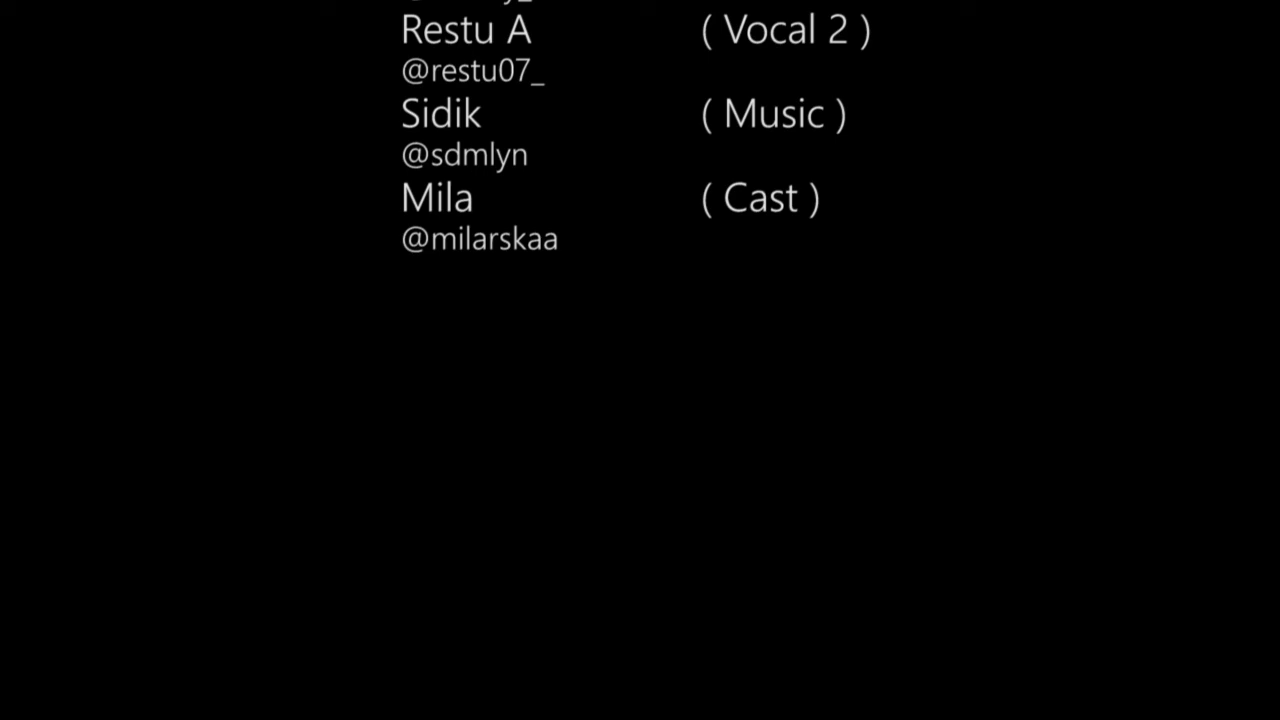 Restu A ( Vocal 2 )
@restu07_
Sidik ( Music )
@sdmlyn
Mila ( Cast )
@milarskaa